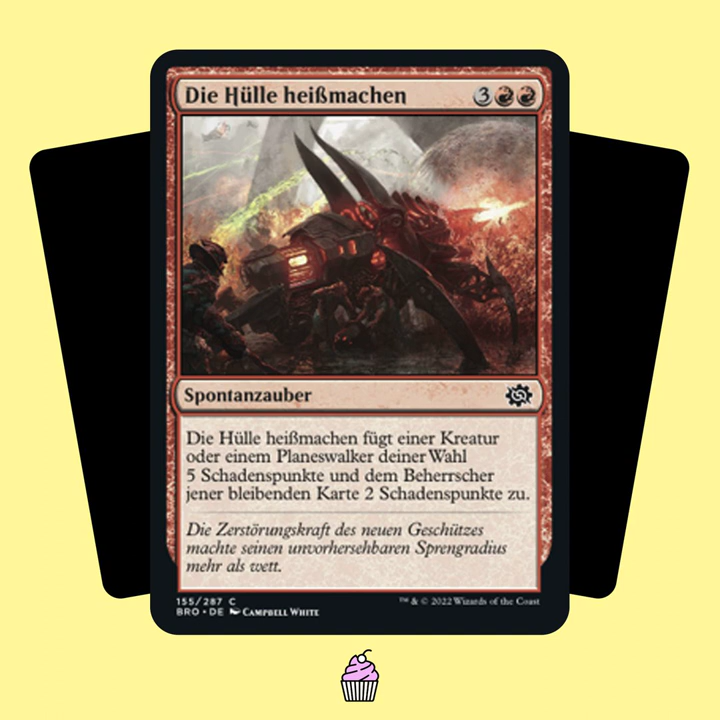 Die Hülle heißmachen 3
Spontanzauber
Die Hülle heißmachen fügt einer Kreatur
oder einem Planeswalker deiner Wahl
5 Schadenspunkte und dem Beherrscher
jener bleibenden Karte 2 Schadenspunkte zu.
Die Zerstörungskraft des neuen Geschützes
machte seinen unvorhersehbaren Sprengradius
mehr als wett.
155/287 C
BRO • DE Campbell White
™ & © 2022 Wizards of the Coast